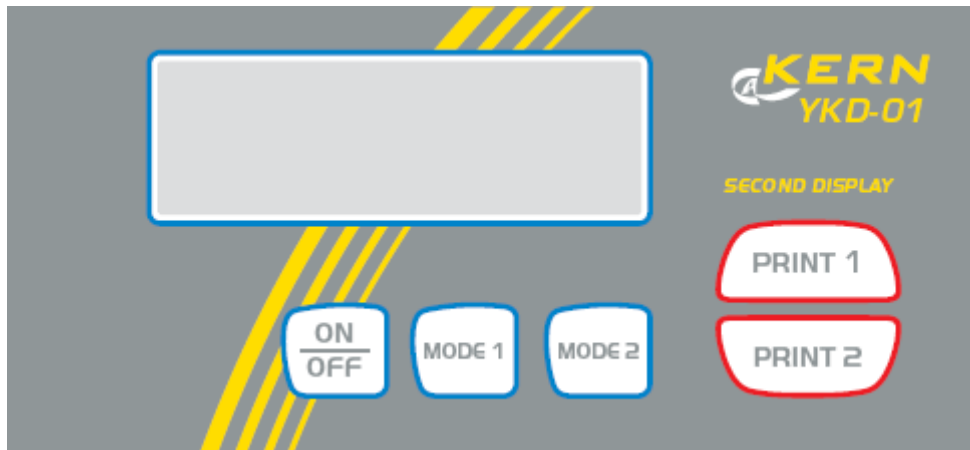 KERN
YKD-01
SECOND DISPLAY
PRINT 1
ON
OFF
MODE 1
MODE 2
PRINT 2